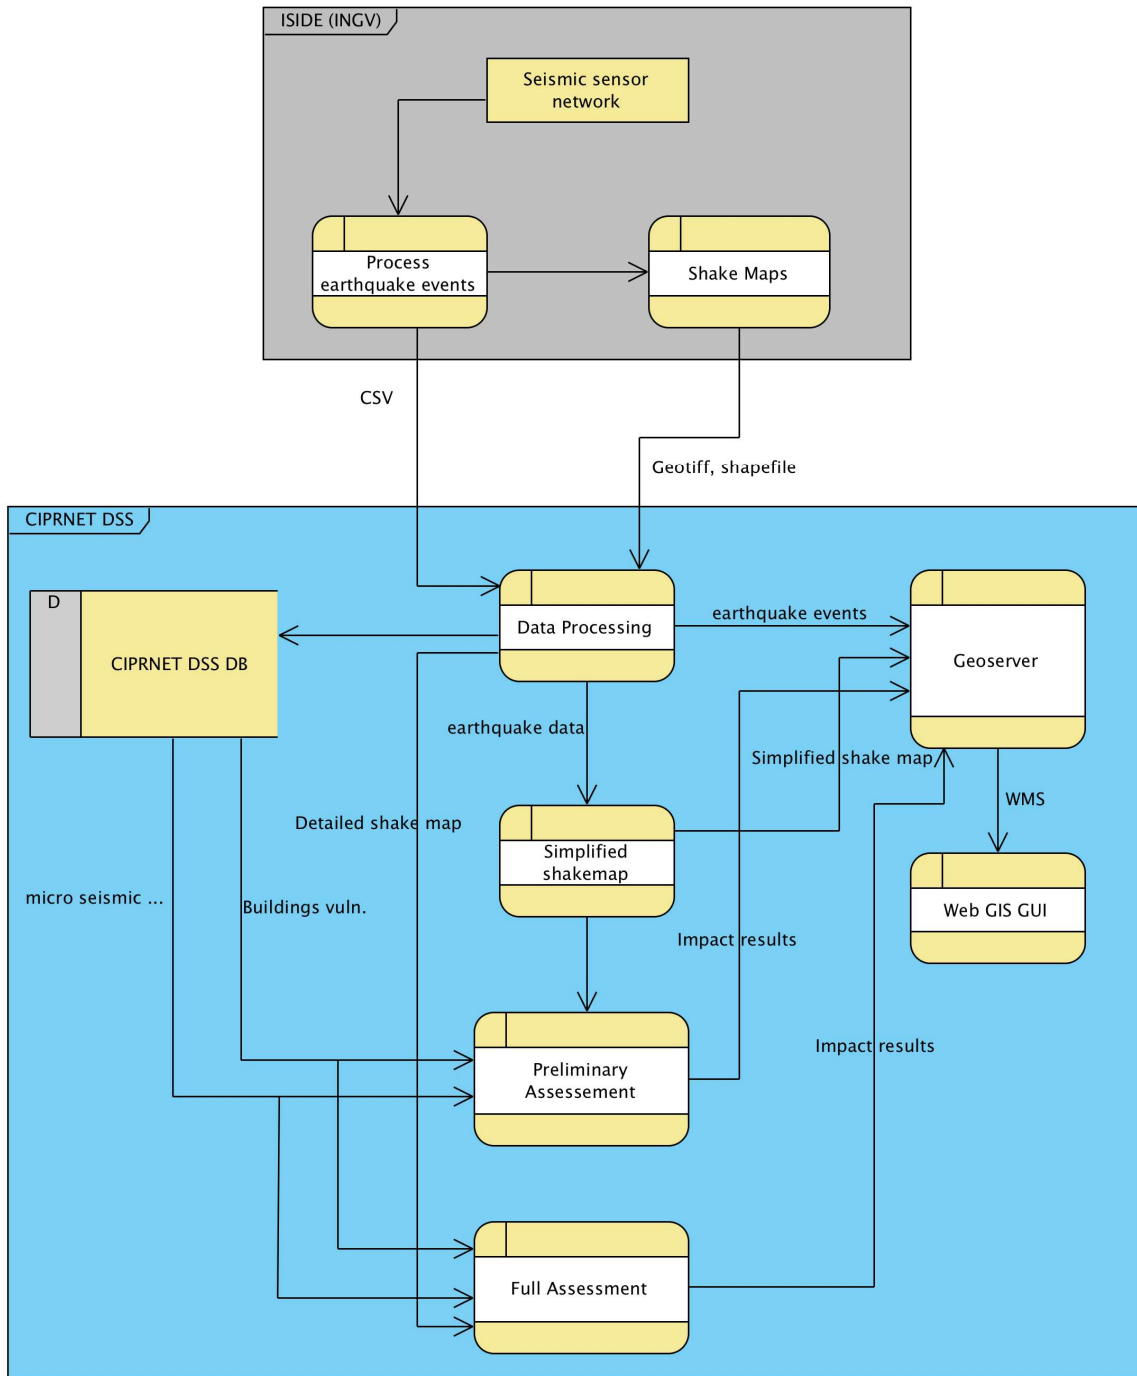 ISIDE (INGV)
Seismic sensor
network
Process
earthquake events
Shake Maps
CSV
Geotiff, shapefile
CIPRNET DSS
D
CIPRNET DSS DB
Data Processing
earthquake events
Geoserver
earthquake data
Simplified shake map
WMS
Detailed shake map
Simplified
shakemap
micro seismic ...
Buildings vuln.
Web GIS GUI
Impact results
Impact results
Preliminary
Assessement
Full Assessment